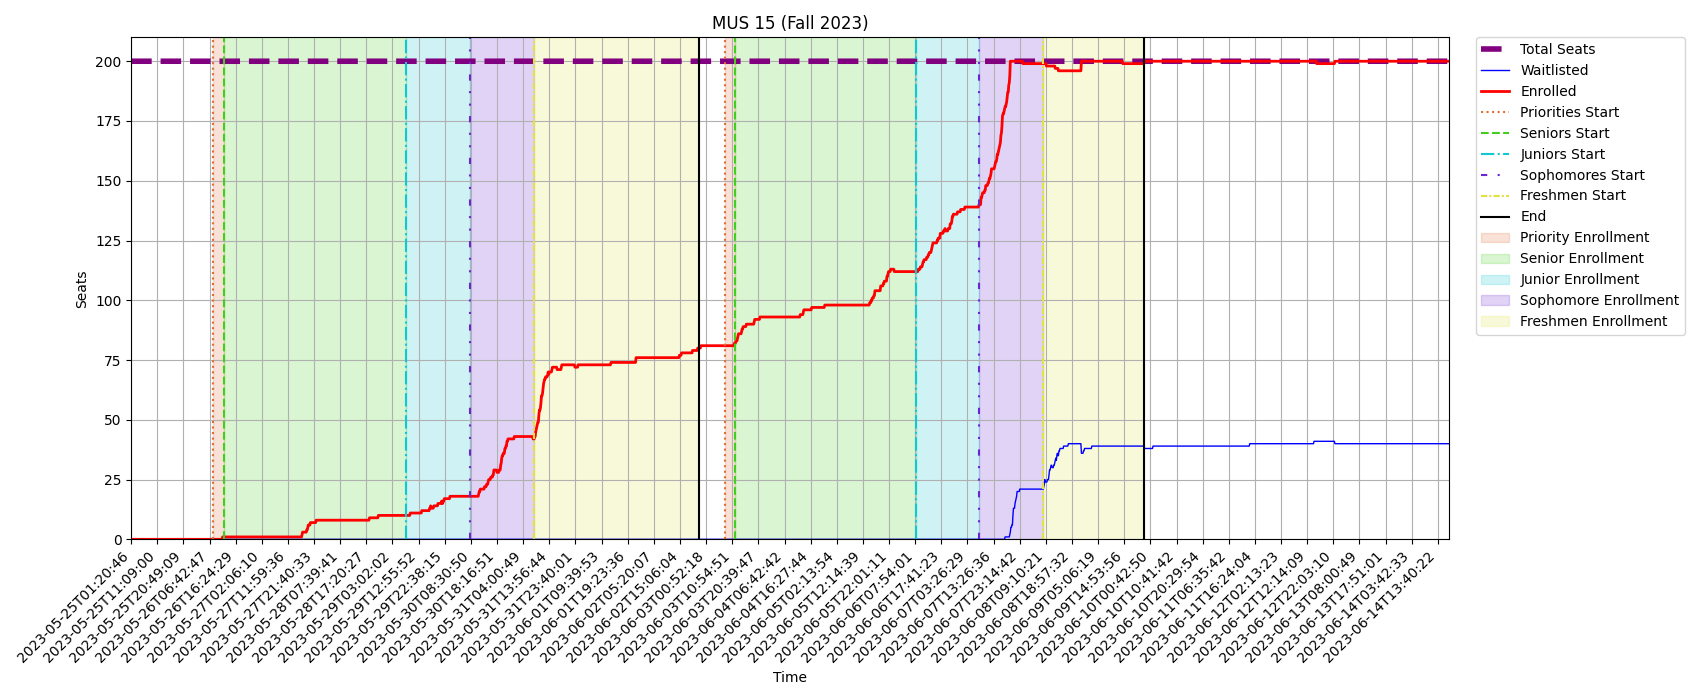 MUS 15 (Fall 2023)
Seats
200
175
150
125
100
75
50
25
0
2023-05-25T01:20:46
2023-05-25T11:09:00
2023-05-25T20:49:09
2023-05-26T06:42:47
2023-05-26T16:24:29
2023-05-27T02:06:10
2023-05-27T11:59:36
2023-05-27T21:40:33
2023-05-28T07:39:41
2023-05-28T17:20:27
2023-05-29T03:02:02
2023-05-29T12:55:52
2023-05-29T22:38:15
2023-05-30T08:30:50
2023-05-30T18:16:51
2023-05-31T04:00:49
2023-05-31T13:56:44
2023-05-31T23:40:01
2023-06-01T09:39:53
2023-06-01T19:23:36
2023-06-02T05:20:07
2023-06-02T15:06:04
2023-06-03T00:52:18
2023-06-03T10:54:51
2023-06-03T20:39:47
2023-06-04T06:42:42
2023-06-04T16:27:44
2023-06-05T02:13:54
2023-06-05T12:14:39
2023-06-05T22:01:11
2023-06-06T07:54:01
2023-06-06T17:41:23
2023-06-07T03:26:29
2023-06-07T13:26:36
2023-06-07T23:14:42
2023-06-08T09:10:21
2023-06-08T18:57:32
2023-06-09T05:06:19
2023-06-09T14:53:56
2023-06-10T00:42:50
2023-06-10T10:41:42
2023-06-10T20:29:54
2023-06-11T06:35:42
2023-06-11T16:24:04
2023-06-12T02:13:23
2023-06-12T12:14:09
2023-06-12T22:03:10
2023-06-13T08:00:49
2023-06-13T17:51:01
2023-06-14T03:42:33
2023-06-14T13:40:22
Time
Total Seats
Waitlisted
Enrolled
Priorities Start
Seniors Start
Juniors Start
Sophomores Start
Freshmen Start
End
Priority Enrollment
Senior Enrollment
Junior Enrollment
Sophomore Enrollment
Freshmen Enrollment